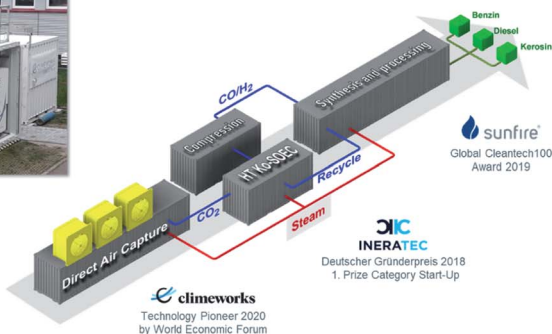 Benzin
Diesel
Kerosin
Synthesis and processing
CO/H2
Compression
HT Ko-SOEC
Recycle
CO2
Steam
Direct Air Capture
sunfire®
Global Cleantech100
Award 2019
INERATEC
Deutscher Gründerpreis 2018
1. Prize Category Start-Up
climeworks
Technology Pioneer 2020
by World Economic Forum